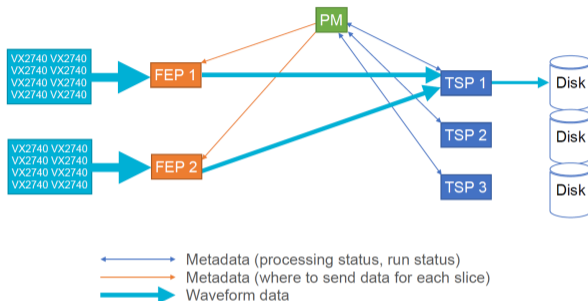 PM
VX2740 VX2740
VX2740 VX2740
VX2740 VX2740
VX2740 VX2740
FEP 1
TSP 1
Disk
VX2740 VX2740
VX2740 VX2740
VX2740 VX2740
VX2740 VX2740
FEP 2
TSP 2
Disk
TSP 3
Disk
Metadata (processing status, run status)
Metadata (where to send data for each slice)
Waveform data